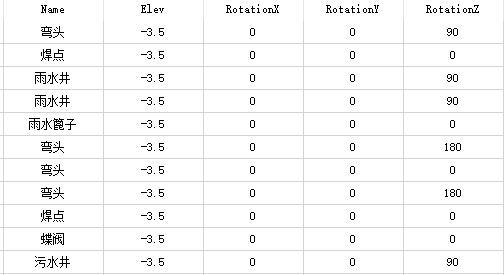 Name Elev RotationX RotationY RotationZ
弯头 -3.5 0 0 90
焊点 -3.5 0 0 0
雨水井 -3.5 0 0 90
雨水井 -3.5 0 0 90
雨水篦子 -3.5 0 0 0
弯头 -3.5 0 0 180
弯头 -3.5 0 0 0
弯头 -3.5 0 0 180
焊点 -3.5 0 0 0
蝶阀 -3.5 0 0 0
污水井 -3.5 0 0 90